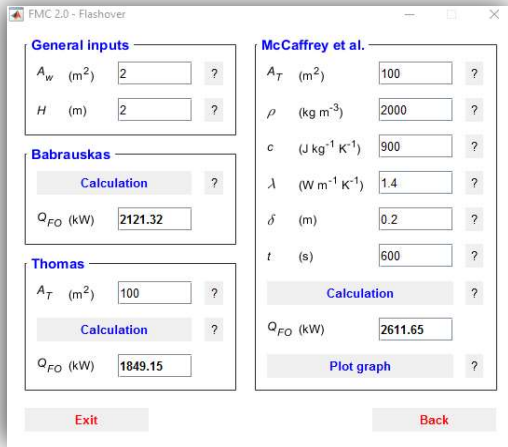 FMC 2.0 - Flashover
General inputs
A_w (m²) 2 ?
H (m) 2 ?
Babrauskas
Calculation ?
Q_FO (kW) 2121.32
Thomas
A_T (m²) 100 ?
Calculation ?
Q_FO (kW) 1849.15
McCaffrey et al.
A_T (m²) 100 ?
ρ (kg m⁻³) 2000 ?
c (J kg⁻¹ K⁻¹) 900 ?
λ (W m⁻¹ K⁻¹) 1.4 ?
δ (m) 0.2 ?
t (s) 600 ?
Calculation ?
Q_FO (kW) 2611.65
Plot graph ?
Exit
Back